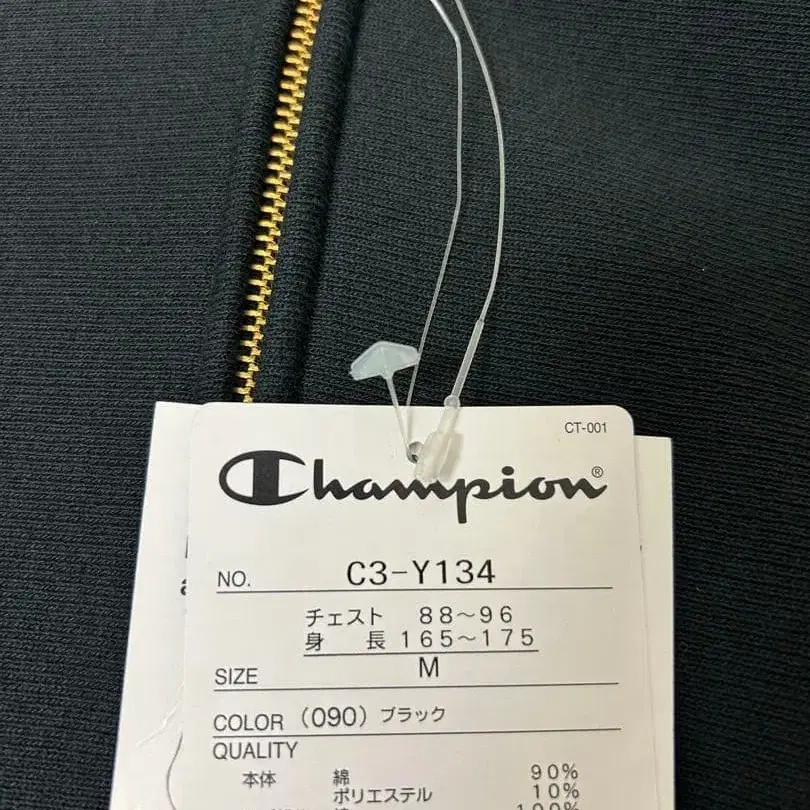 CT-001
Champion®
NO. C3-Y134
チェスト 88～96
身 長 165～175
SIZE M
COLOR (090) ブラック
QUALITY
本体 綿 90%
ポリエステル 10%
100%